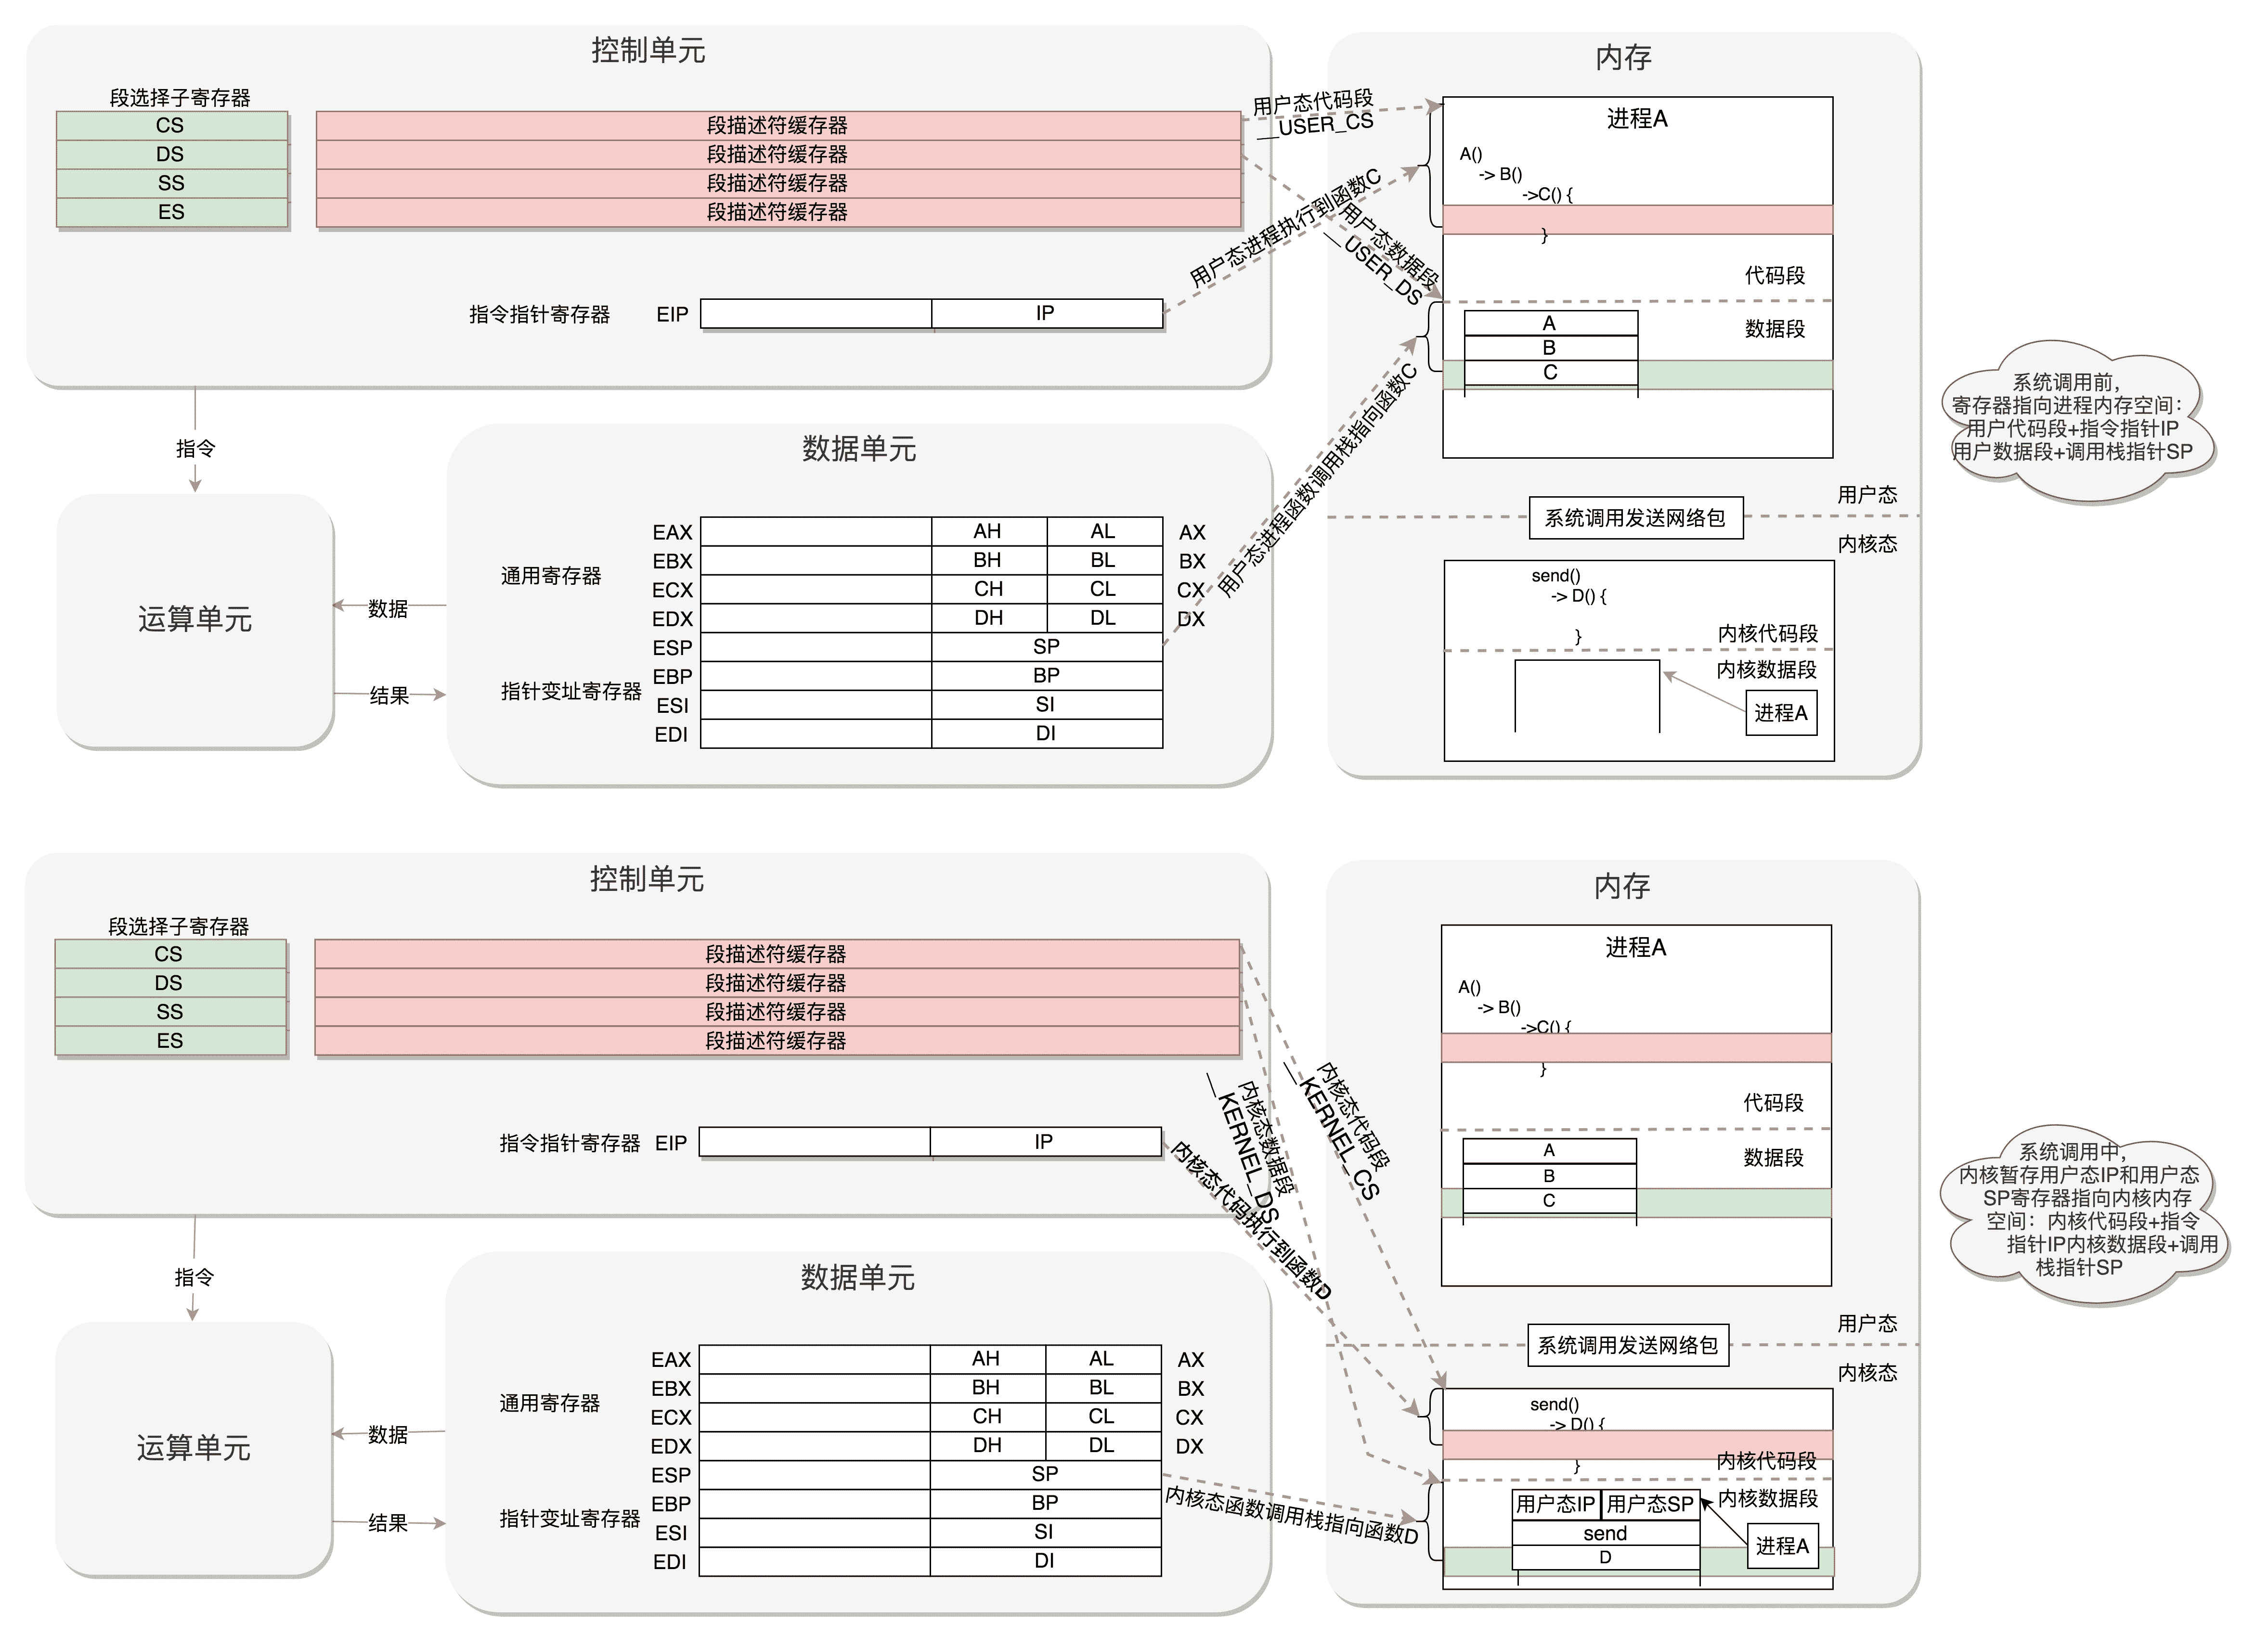 控制单元
段选择子寄存器
CS
DS
SS
ES
段描述符缓存器
段描述符缓存器
段描述符缓存器
段描述符缓存器
指令指针寄存器
EIP
IP
用户态代码段
__USER_CS
用户态进程执行到函数C
用户态数据段
__USER_DS
用户态进程函数调用栈指向函数C
内存
进程A
A()
-> B()
->C() {
}
代码段
数据段
A
B
C
用户态
系统调用发送网络包
内核态
send()
-> D() {
}
内核代码段
内核数据段
进程A
系统调用前，
寄存器指向进程内存空间：
用户代码段+指令指针IP
用户数据段+调用栈指针SP
指令
运算单元
数据
结果
数据单元
通用寄存器
指针变址寄存器
EAX
AH
AL
AX
EBX
BH
BL
BX
ECX
CH
CL
CX
EDX
DH
DL
DX
ESP
SP
EBP
BP
ESI
SI
EDI
DI
控制单元
段选择子寄存器
CS
DS
SS
ES
段描述符缓存器
段描述符缓存器
段描述符缓存器
段描述符缓存器
指令指针寄存器
EIP
IP
内核态代码段
__KERNEL_CS
内核态数据段
__KERNEL_DS
内核态代码执行到函数D
内核态函数调用栈指向函数D
内存
进程A
A()
-> B()
->C() {
}
代码段
数据段
A
B
C
用户态
系统调用发送网络包
内核态
send()
-> D() {
}
内核代码段
内核数据段
用户态IP
用户态SP
send
D
进程A
系统调用中，
内核暂存用户态IP和用户态
SP寄存器指向内核内存
空间：内核代码段+指令
指针IP内核数据段+调用
栈指针SP
指令
运算单元
数据
结果
数据单元
通用寄存器
指针变址寄存器
EAX
AH
AL
AX
EBX
BH
BL
BX
ECX
CH
CL
CX
EDX
DH
DL
DX
ESP
SP
EBP
BP
ESI
SI
EDI
DI